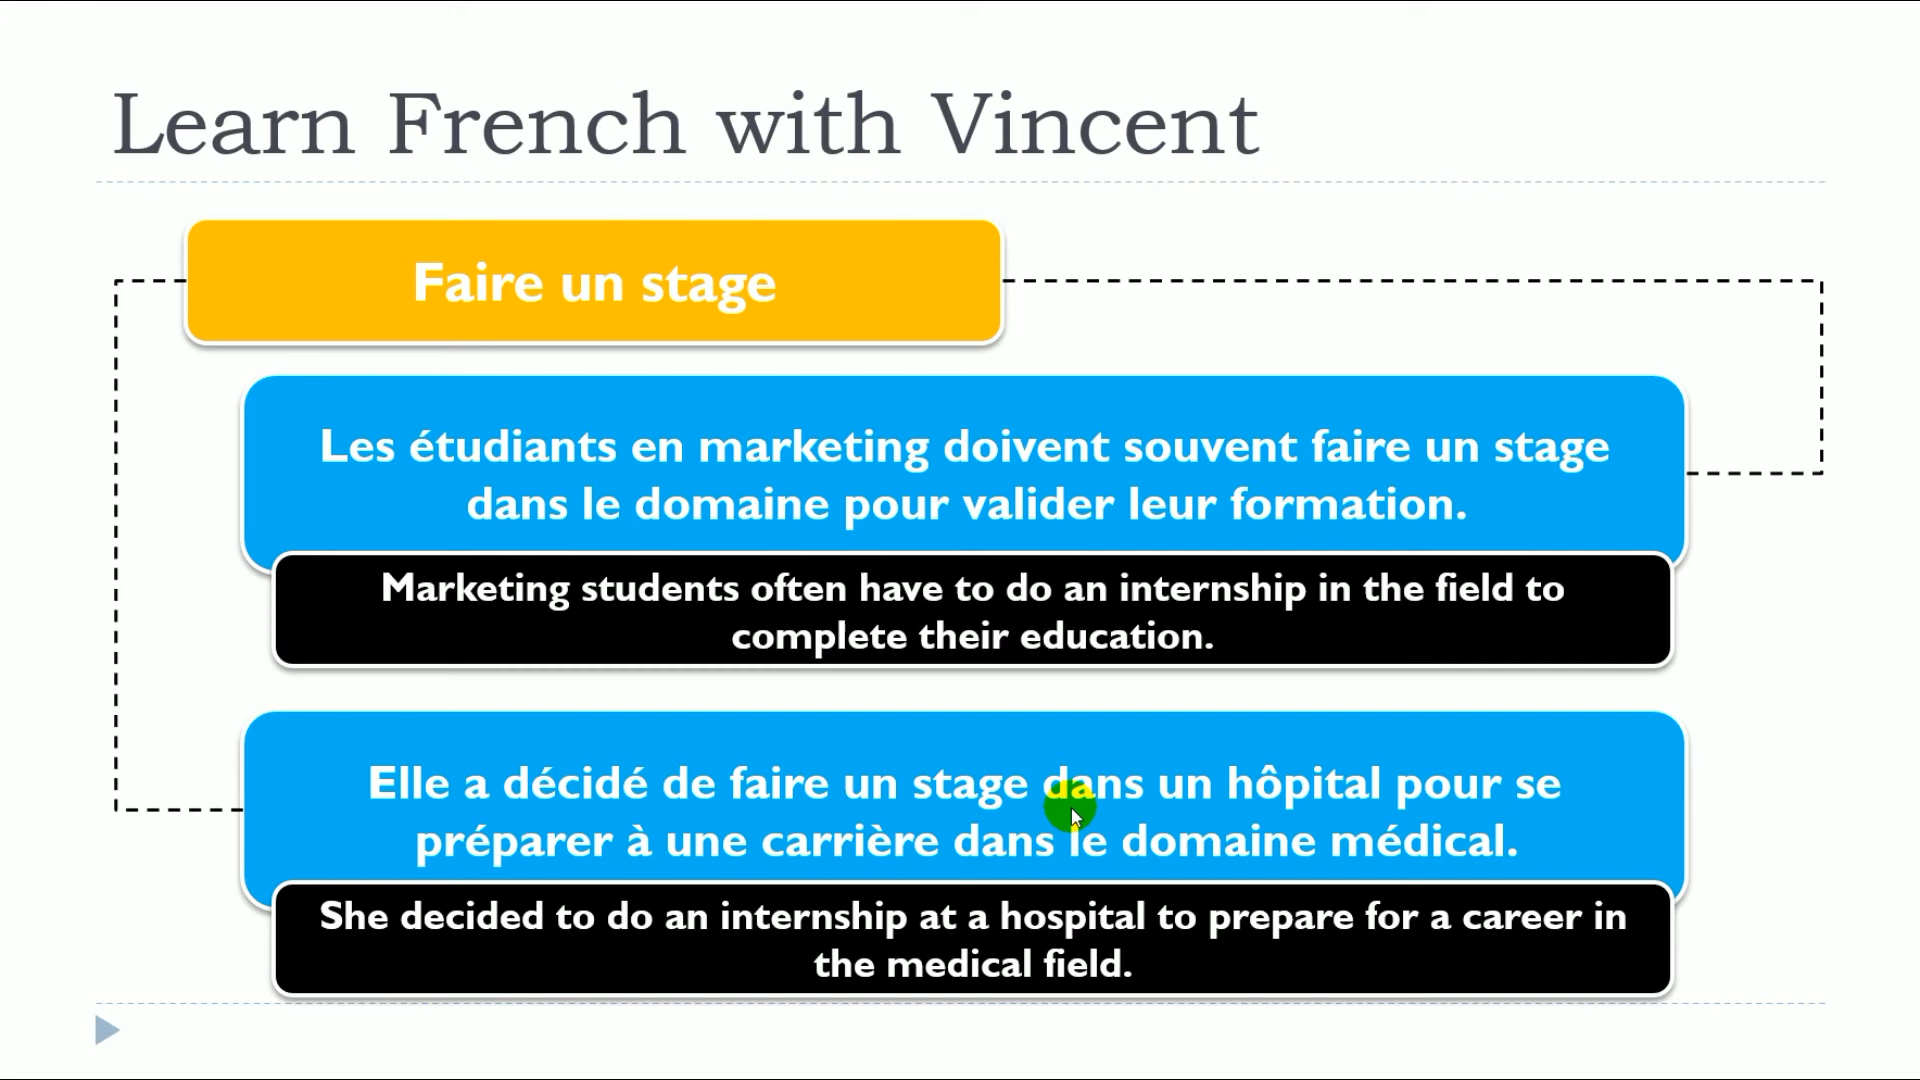 Learn French with Vincent
Faire un stage
Les étudiants en marketing doivent souvent faire un stage
dans le domaine pour valider leur formation.
Marketing students often have to do an internship in the field to
complete their education.
Elle a décidé de faire un stage dans un hôpital pour se
préparer à une carrière dans le domaine médical.
She decided to do an internship at a hospital to prepare for a career in
the medical field.